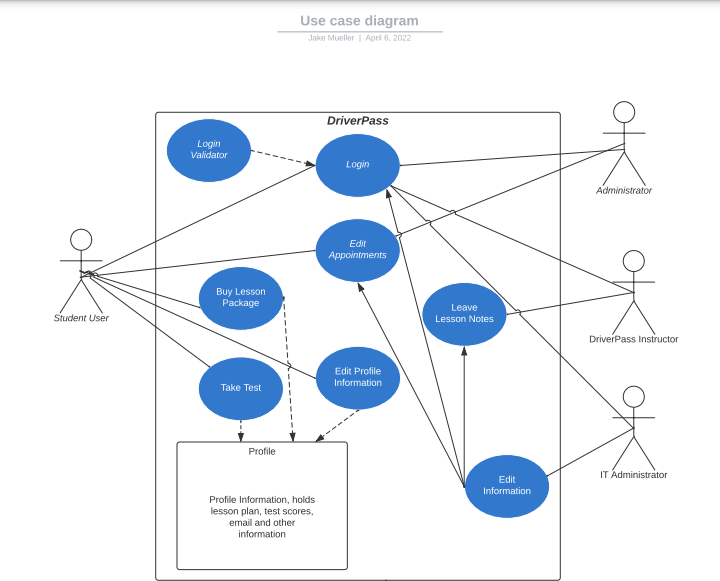 Use case diagram
Jake Mueller | April 6, 2022
DriverPass
Login
Validator
Login
Administrator
Edit
Appointments
Student User
Buy Lesson
Package
Leave
Lesson Notes
DriverPass Instructor
Take Test
Edit Profile
Information
Profile
Profile Information, holds
lesson plan, test scores,
email and other
information
Edit
Information
IT Administrator